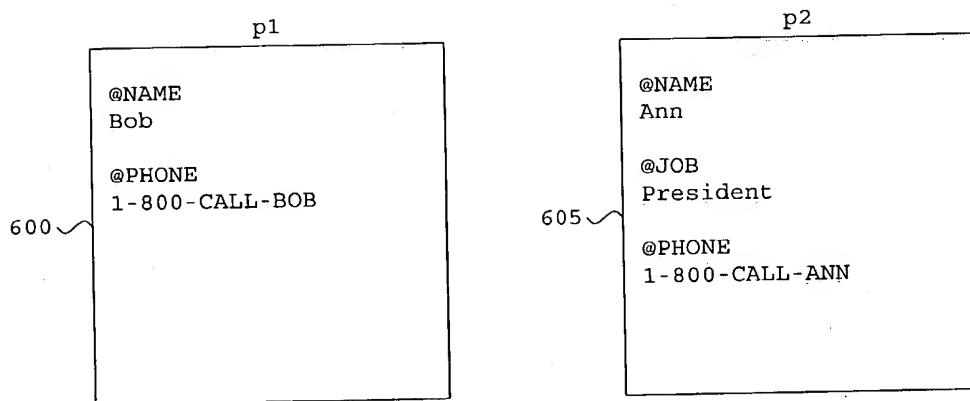 p1
@NAME
Bob
@PHONE
1-800-CALL-BOB
600
p2
@NAME
Ann
@JOB
President
@PHONE
1-800-CALL-ANN
605